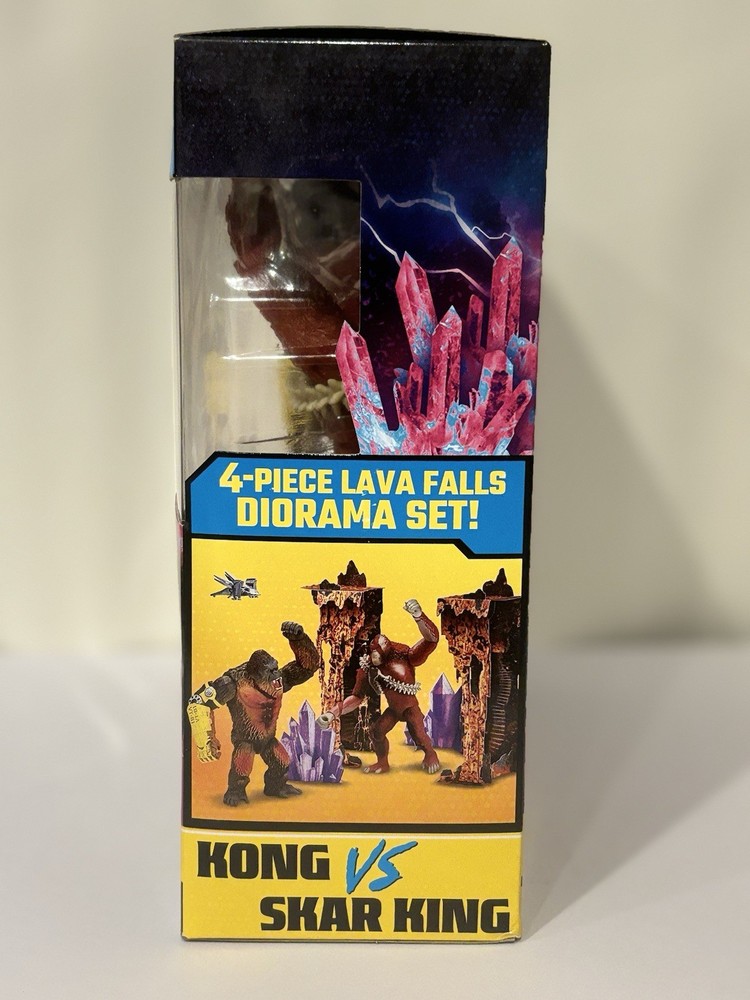 4-PIECE LAVA FALLS
DIORAMA SET!
KONG VS
SKAR KING